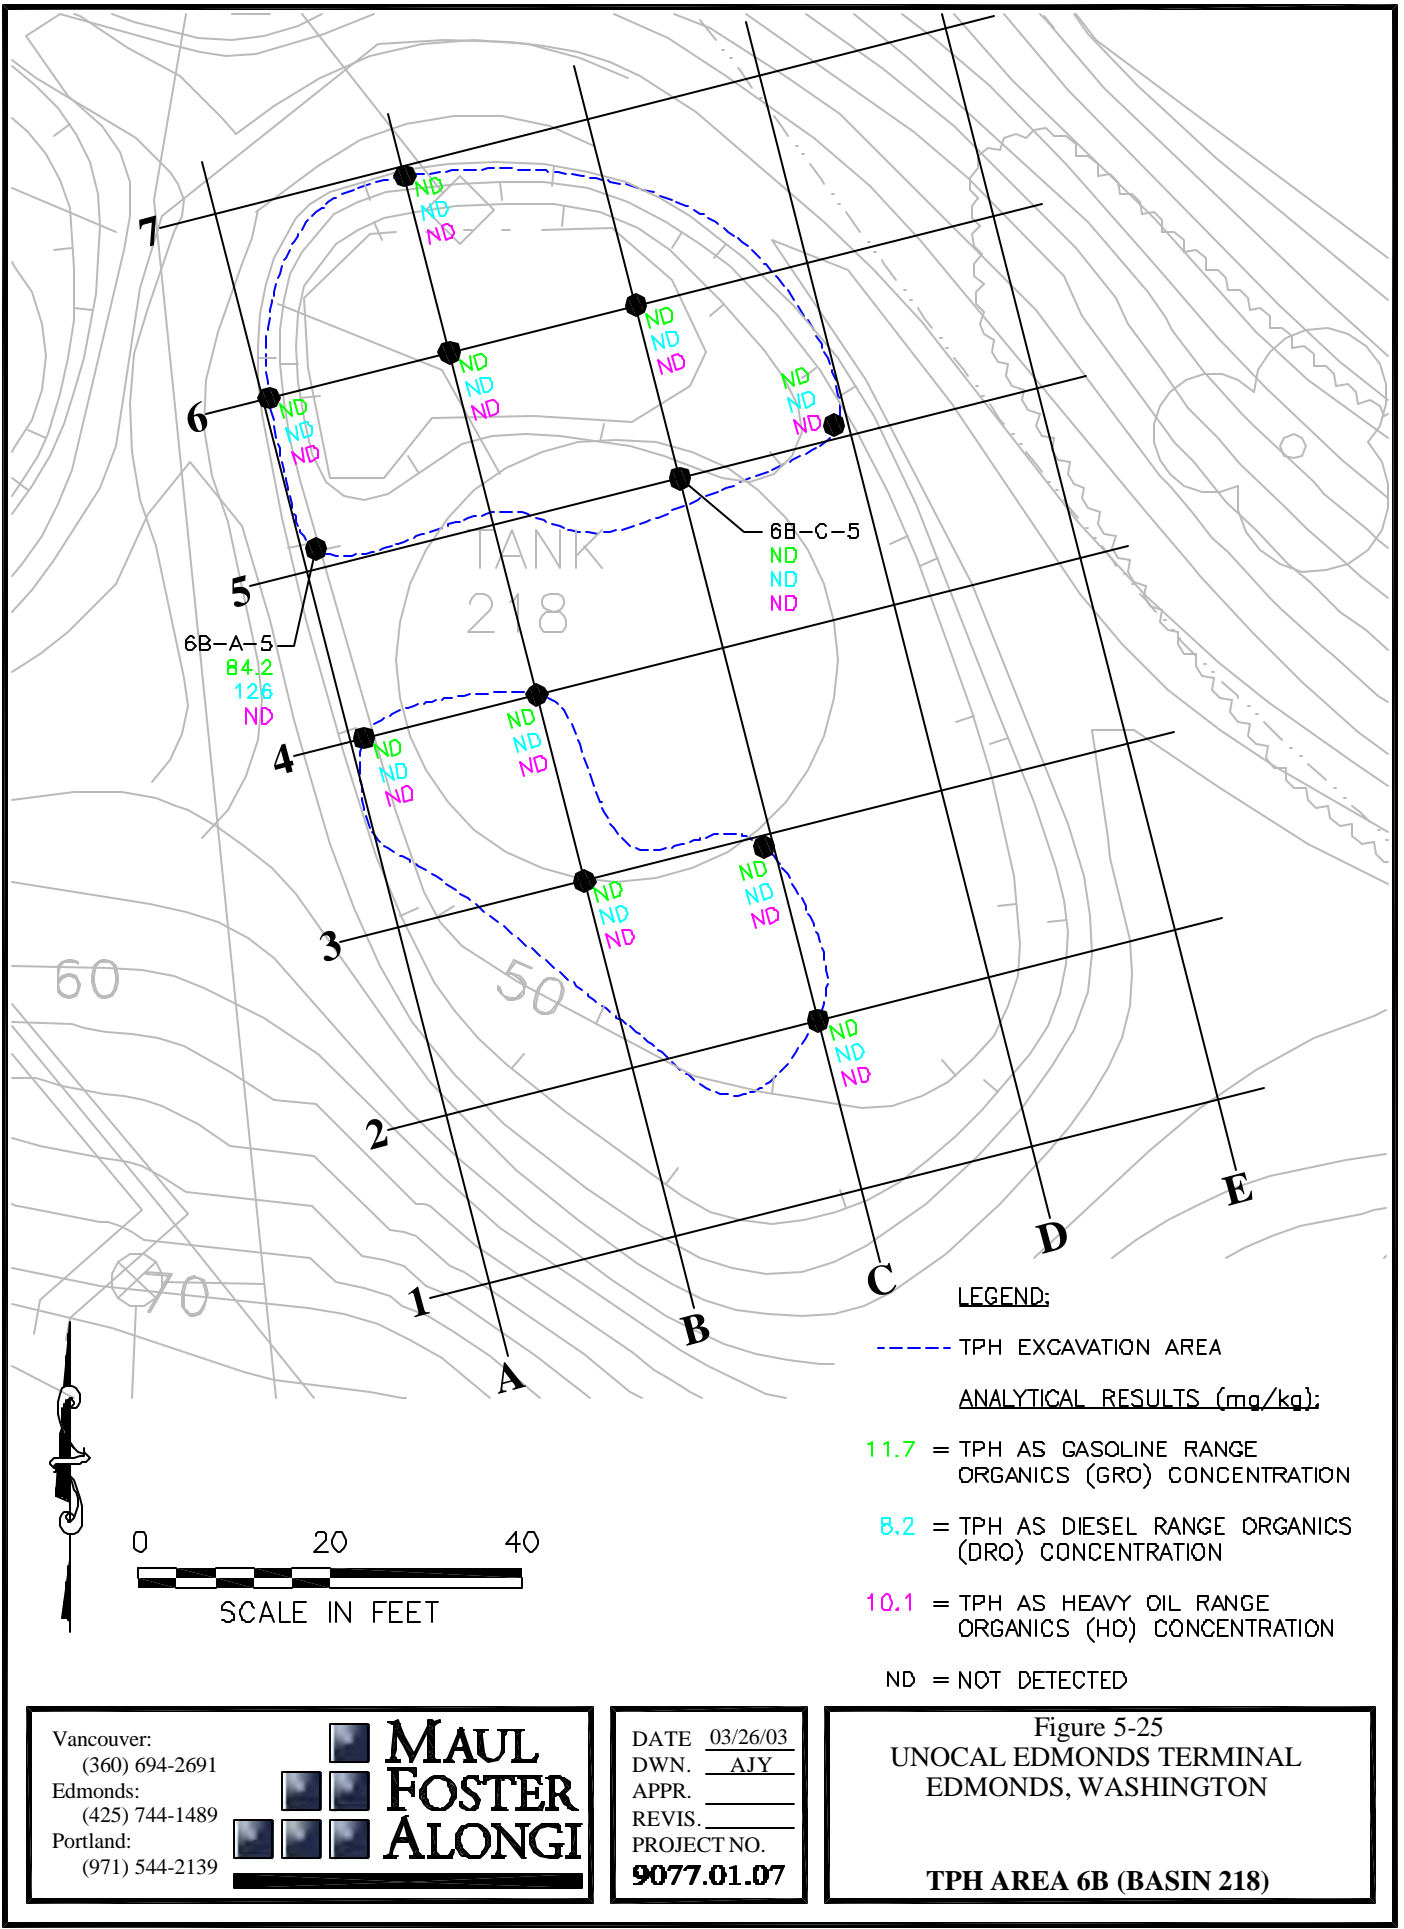 7
ND
ND
ND
ND
ND
ND
ND
ND
ND
ND
ND
ND
6
ND
ND
ND
6B-C-5
ND
ND
ND
TANK
218
5
6B-A-5
84.2
126
ND
ND
ND
ND
4
ND
ND
ND
ND
ND
ND
ND
ND
ND
3
60
50
ND
ND
ND
2
70
1
A
B
C
D
E
LEGEND:
TPH EXCAVATION AREA
ANALYTICAL RESULTS (mg/kg):
11.7 = TPH AS GASOLINE RANGE
ORGANICS (GRO) CONCENTRATION
8.2 = TPH AS DIESEL RANGE ORGANICS
(DRO) CONCENTRATION
10.1 = TPH AS HEAVY OIL RANGE
ORGANICS (HO) CONCENTRATION
ND = NOT DETECTED
0 20 40
SCALE IN FEET
Vancouver:
(360) 694-2691
Edmonds:
(425) 744-1489
Portland:
(971) 544-2139
MAUL
FOSTER
ALONGI
DATE 03/26/03
DWN. AJY
APPR.
REVIS.
PROJECT NO.
9077.01.07
Figure 5-25
UNOCAL EDMONDS TERMINAL
EDMONDS, WASHINGTON
TPH AREA 6B (BASIN 218)